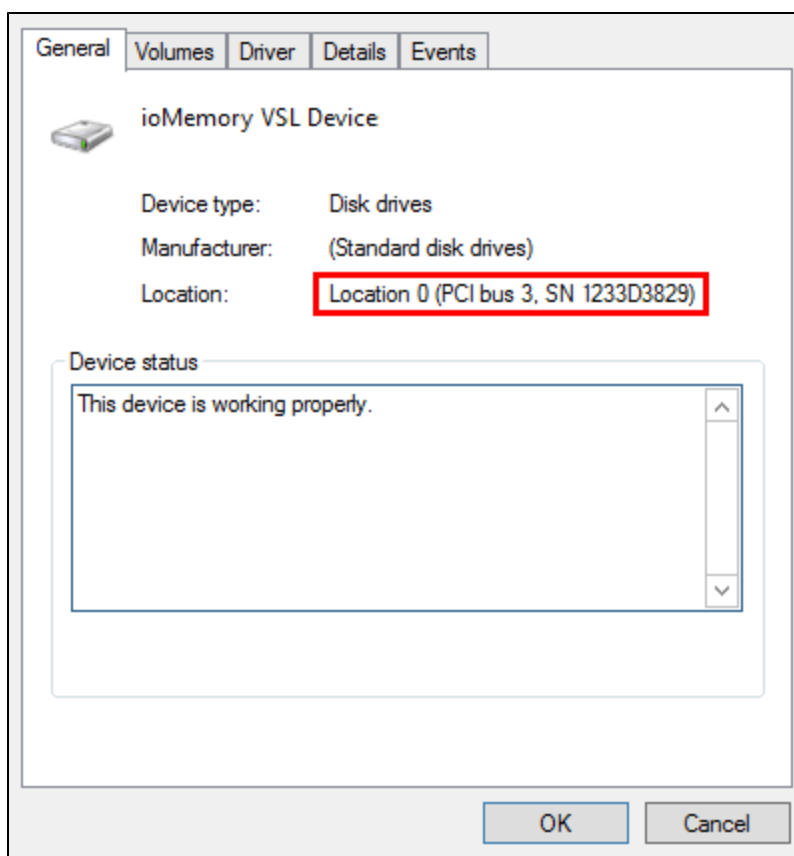 General Volumes Driver Details Events
ioMemory VSL Device
Device type: Disk drives
Manufacturer: (Standard disk drives)
Location: Location 0 (PCI bus 3, SN 1233D3829)
Device status
This device is working properly.
OK Cancel